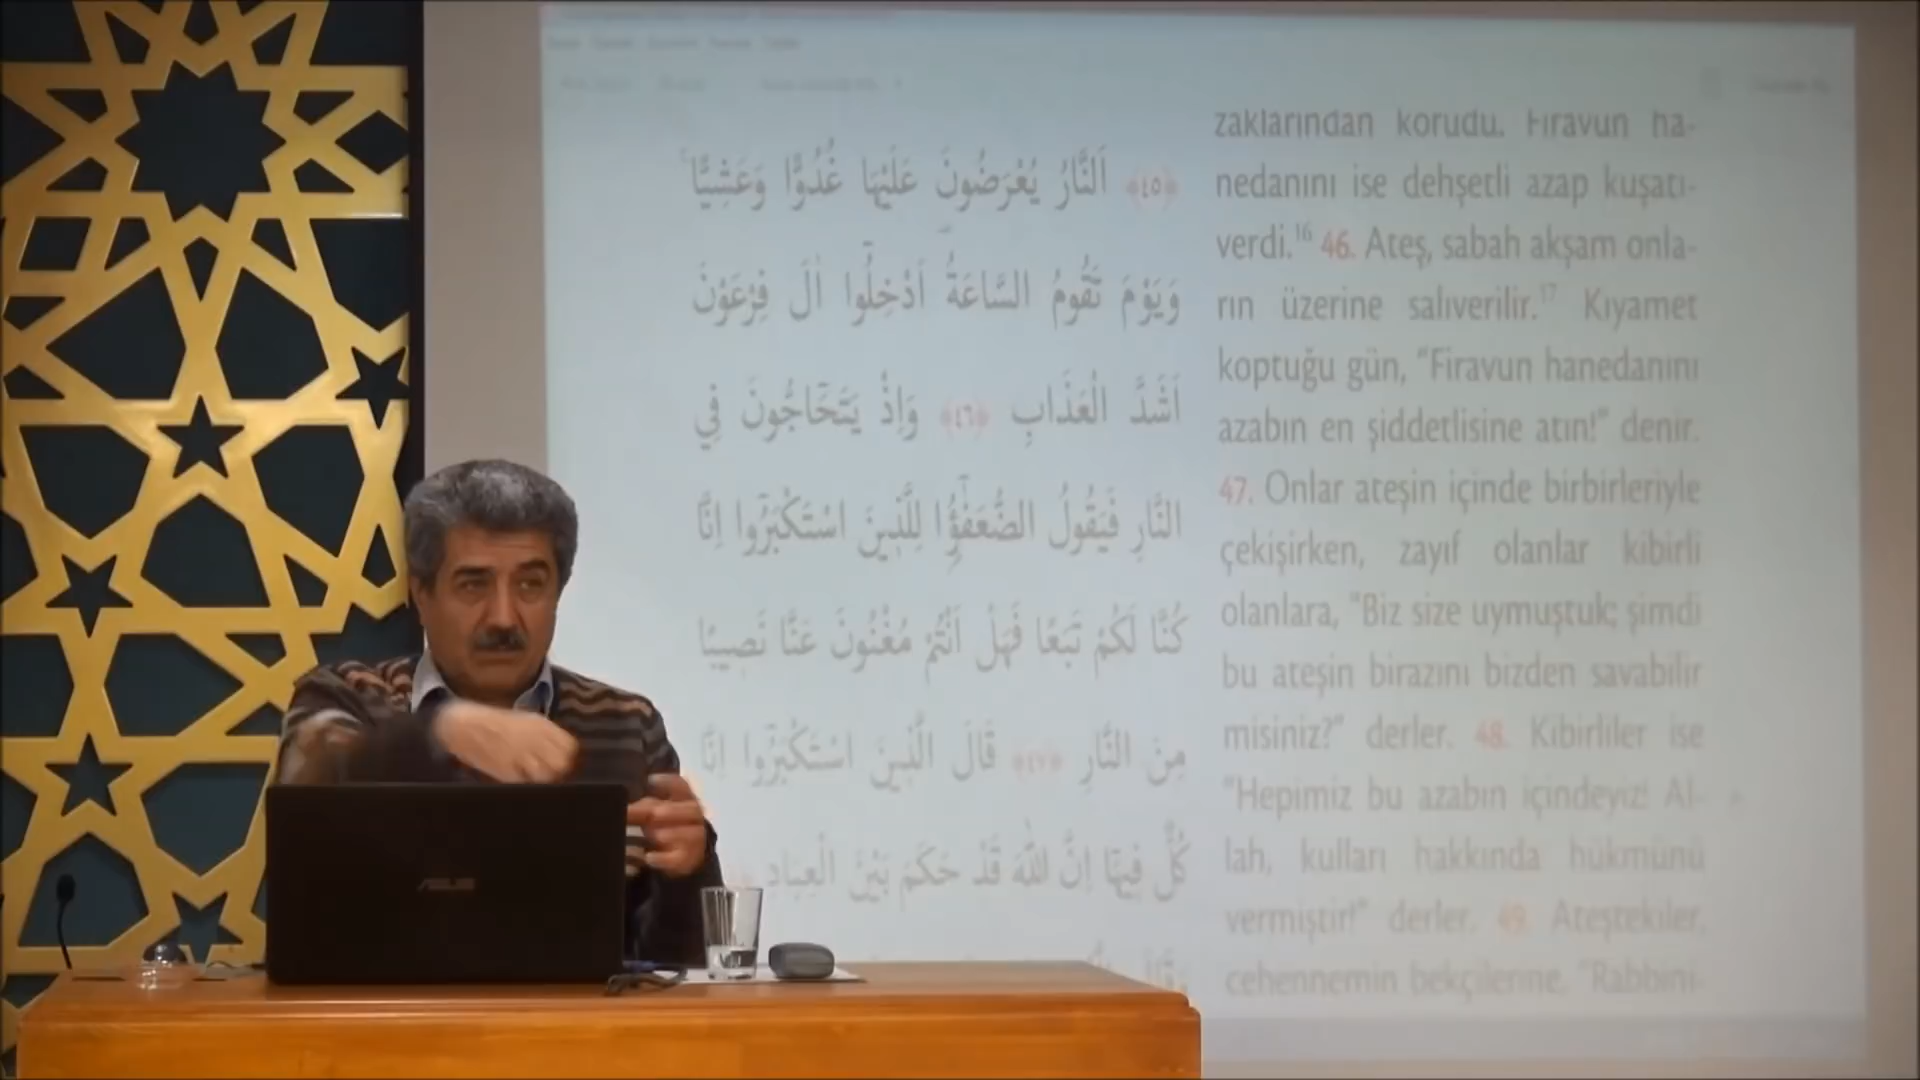 ﴿٤٥﴾ اَلنَّارُ يُعْرَضُونَ عَلَيْهَا غُدُوًّا وَعَشِيًّاۚ
وَيَوْمَ تَقُومُ السَّاعَةُ۠ اَدْخِلُٓوا اٰلَ فِرْعَوْنَ
اَشَدَّ الْعَذَابِ ﴿٤٦﴾ وَاِذْ يَتَحَٓاجُّونَ فِي
النَّارِ فَيَقُولُ الضُّعَفٰٓؤُ۬ا لِلَّذ۪ينَ اسْتَكْبَرُٓوا اِنَّا
كُنَّا لَكُمْ تَبَعًا فَهَلْ اَنْتُمْ مُغْنُونَ عَنَّا نَص۪يبًا
مِنَ النَّارِ ﴿٤٧﴾ قَالَ الَّذ۪ينَ اسْتَكْبَرُٓوا اِنَّا
كُلٌّ ف۪يهَٓا اِنَّ اللّٰهَ قَدْ حَكَمَ بَيْنَ الْعِبَادِ
zaklarından korudu. Firavun ha-
nedanını ise dehşetli azap kuşatı-
verdi.16 46. Ateş, sabah akşam onla-
rın üzerine salıverilir.17 Kıyamet
koptuğu gün, "Firavun hanedanını
azabın en şiddetlisine atın!" denir.
47. Onlar ateşin içinde birbirleriyle
çekişirken, zayıf olanlar kibirli
olanlara, "Biz size uymuştuk; şimdi
bu ateşin birazını bizden savabilir
misiniz?" derler. 48. Kibirliler ise
"Hepimiz bu azabın içindeyiz! Al-
lah, kulları hakkında hükmünü
vermiştir!" derler. 49. Ateştekiler,
cehennemin bekçilerine, "Rabbini-
ASUS